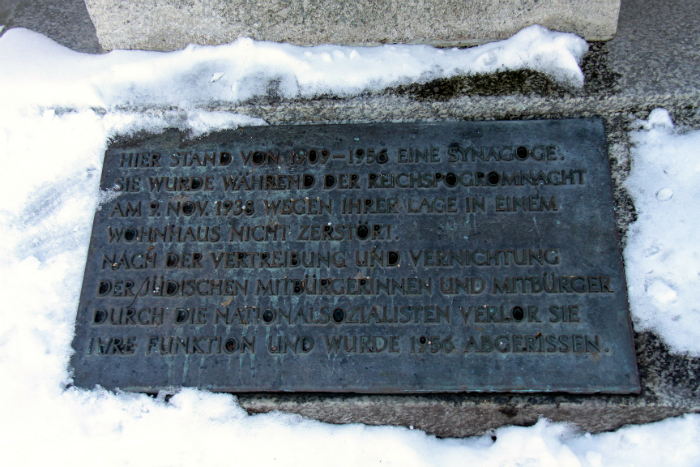 HIER STAND VON 1909–1956 EINE SYNAGOGE.
SIE WURDE WÄHREND DER REICHSPOGROMNACHT
AM 9. NOV. 1938 WEGEN IHRER LAGE IN EINEM
WOHNHAUS NICHT ZERSTÖRT.
NACH DER VERTREIBUNG UND VERNICHTUNG
DER JÜDISCHEN MITBÜRGERINNEN UND MITBÜRGER
DURCH DIE NATIONALSOZIALISTEN VERLOR SIE
IHRE FUNKTION UND WURDE 1956 ABGERISSEN.